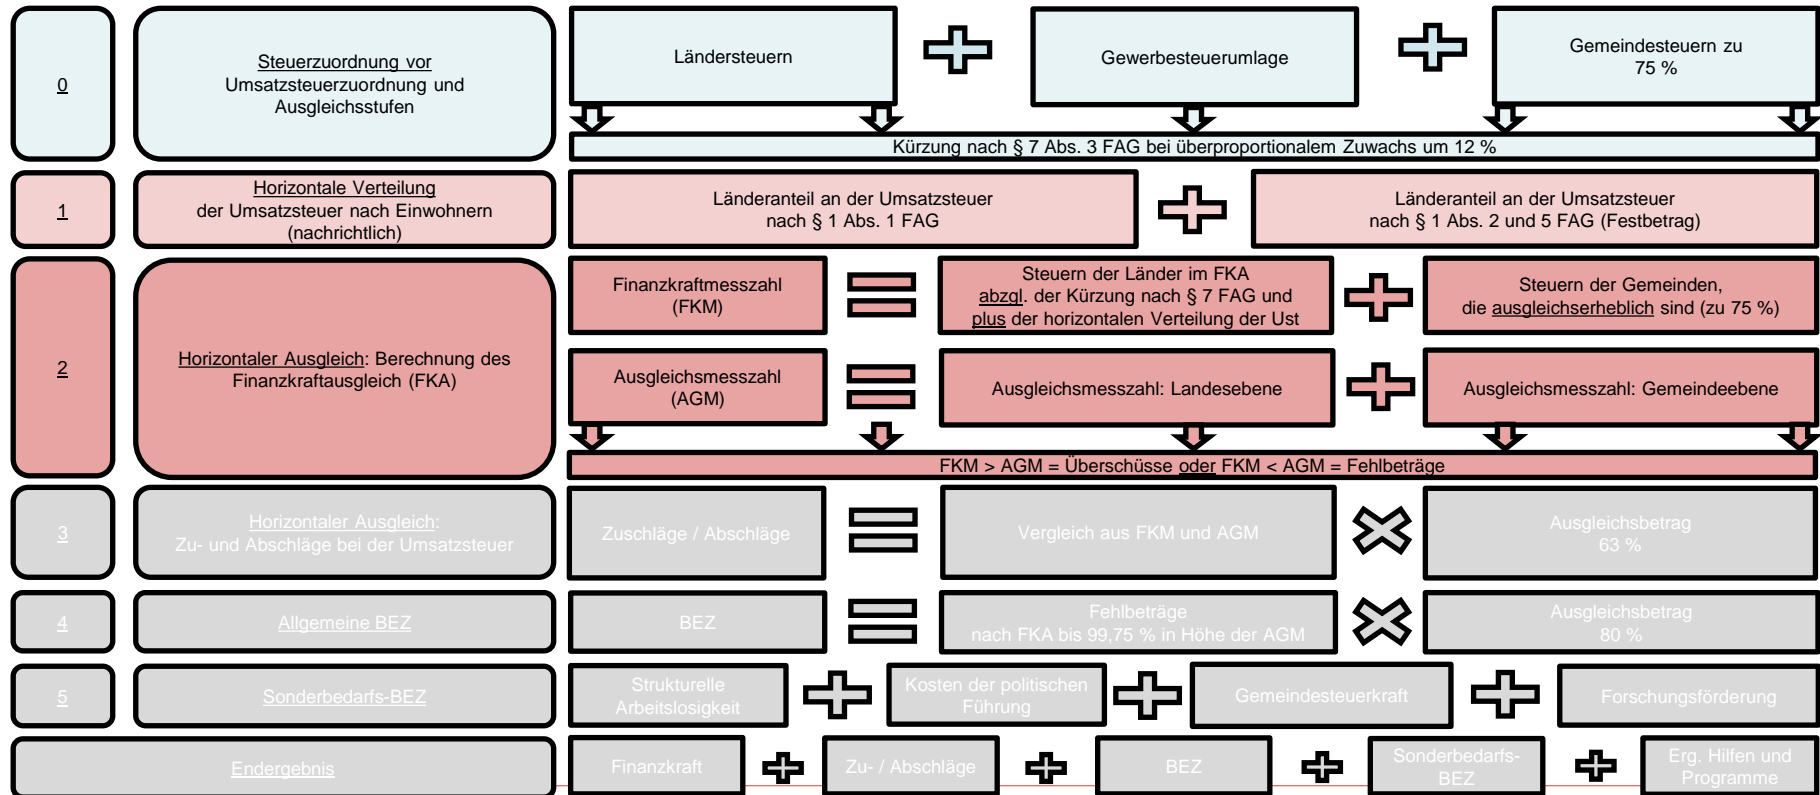 0
Steuerzuordnung vor
Umsatzsteuerzuordnung und
Ausgleichsstufen
Ländersteuern
Gewerbesteuerumlage
Gemeindesteuern zu
75 %
Kürzung nach § 7 Abs. 3 FAG bei überproportionalem Zuwachs um 12 %
1
Horizontale Verteilung
der Umsatzsteuer nach Einwohnern
(nachrichtlich)
Länderanteil an der Umsatzsteuer
nach § 1 Abs. 1 FAG
Länderanteil an der Umsatzsteuer
nach § 1 Abs. 2 und 5 FAG (Festbetrag)
2
Horizontaler Ausgleich: Berechnung des
Finanzkraftausgleich (FKA)
Finanzkraftmesszahl
(FKM)
Steuern der Länder im FKA
abzgl. der Kürzung nach § 7 FAG und
plus der horizontalen Verteilung der Ust
Steuern der Gemeinden,
die ausgleichserheblich sind (zu 75 %)
Ausgleichsmesszahl
(AGM)
Ausgleichsmesszahl: Landesebene
Ausgleichsmesszahl: Gemeindeebene
FKM > AGM = Überschüsse oder FKM < AGM = Fehlbeträge
3
Horizontaler Ausgleich:
Zu- und Abschläge bei der Umsatzsteuer
Zuschläge / Abschläge
Vergleich aus FKM und AGM
Ausgleichsbetrag
63 %
4
Allgemeine BEZ
BEZ
Fehlbeträge
nach FKA bis 99,75 % in Höhe der AGM
Ausgleichsbetrag
80 %
5
Sonderbedarfs-BEZ
Strukturelle
Arbeitslosigkeit
Kosten der politischen
Führung
Gemeindesteuerkraft
Forschungsförderung
Endergebnis
Finanzkraft
Zu- / Abschläge
BEZ
Sonderbedarfs-
BEZ
Erg. Hilfen und
Programme